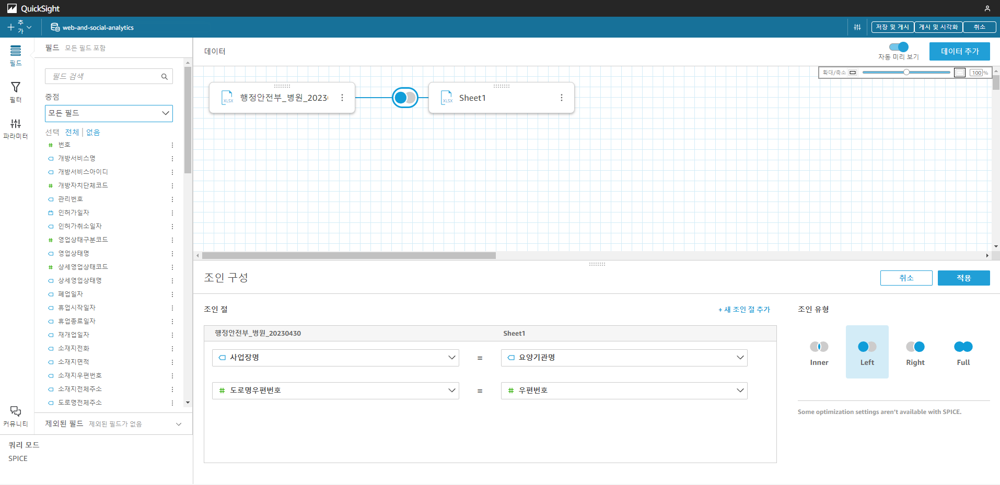 QuickSight
추가
web-and-social-analytics
저장 및 게시
게시 및 시각화
취소
필드
필터
파라미터
커뮤니티
필드 모든 필드 포함
필드 검색
중점
모든 필드
선택 전체 없음
번호
개방서비스명
개방서비스아이디
개방자치단체코드
관리번호
인허가일자
인허가취소일자
영업상태구분코드
영업상태명
상세영업상태코드
상세영업상태명
폐업일자
휴업시작일자
휴업종료일자
재개업일자
소재지전화
소재지면적
소재지우편번호
소재지전체주소
도로명전체주소
제외된 필드 제외된 필드가 없음
쿼리 모드
SPICE
데이터
자동 미리 보기
데이터 추가
확대/축소
100 %
XLSX 행정안전부_병원_2023
XLSX Sheet1
조인 구성
취소
적용
조인 절
+ 새 조인 절 추가
행정안전부_병원_20230430 Sheet1
사업장명 = 요양기관명
도로명우편번호 = 우편번호
조인 유형
Inner
Left
Right
Full
Some optimization settings aren’t available with SPICE.